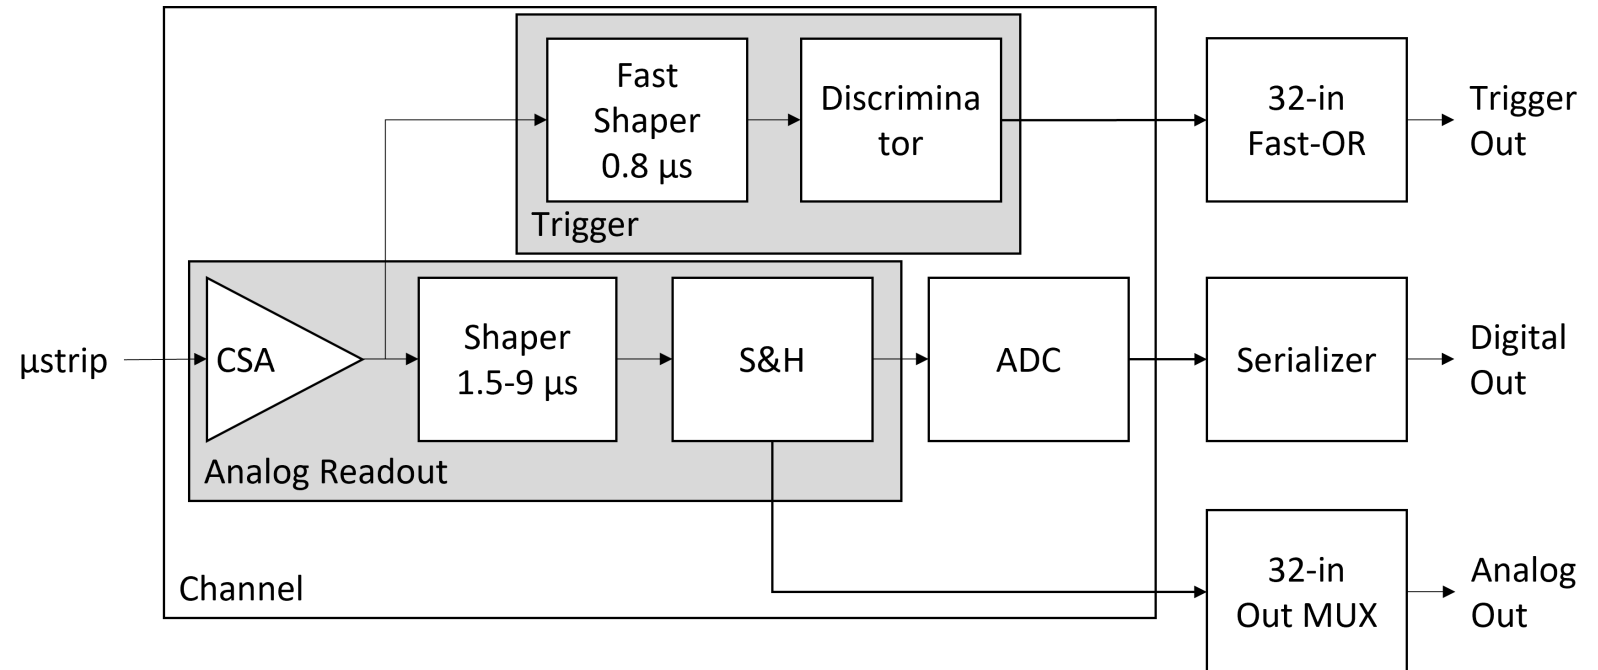 Fast
Shaper
0.8 µs
Discrimina
tor
32-in
Fast-OR
Trigger
Out
Trigger
µstrip
CSA
Shaper
1.5-9 µs
S&H
ADC
Serializer
Digital
Out
Analog Readout
Channel
32-in
Out MUX
Analog
Out